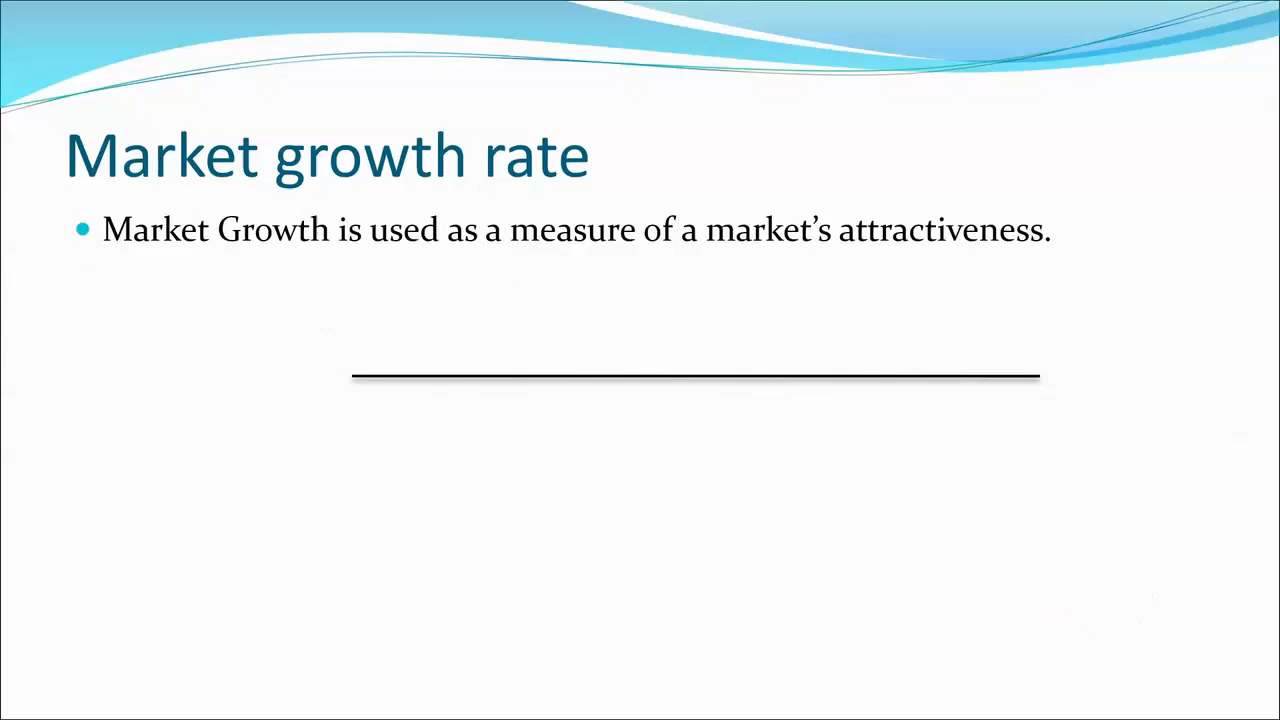 Market growth rate
Market Growth is used as a measure of a market’s attractiveness.